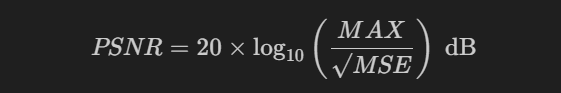 PSNR = 20 × log₁₀ (MAX / √MSE) dB